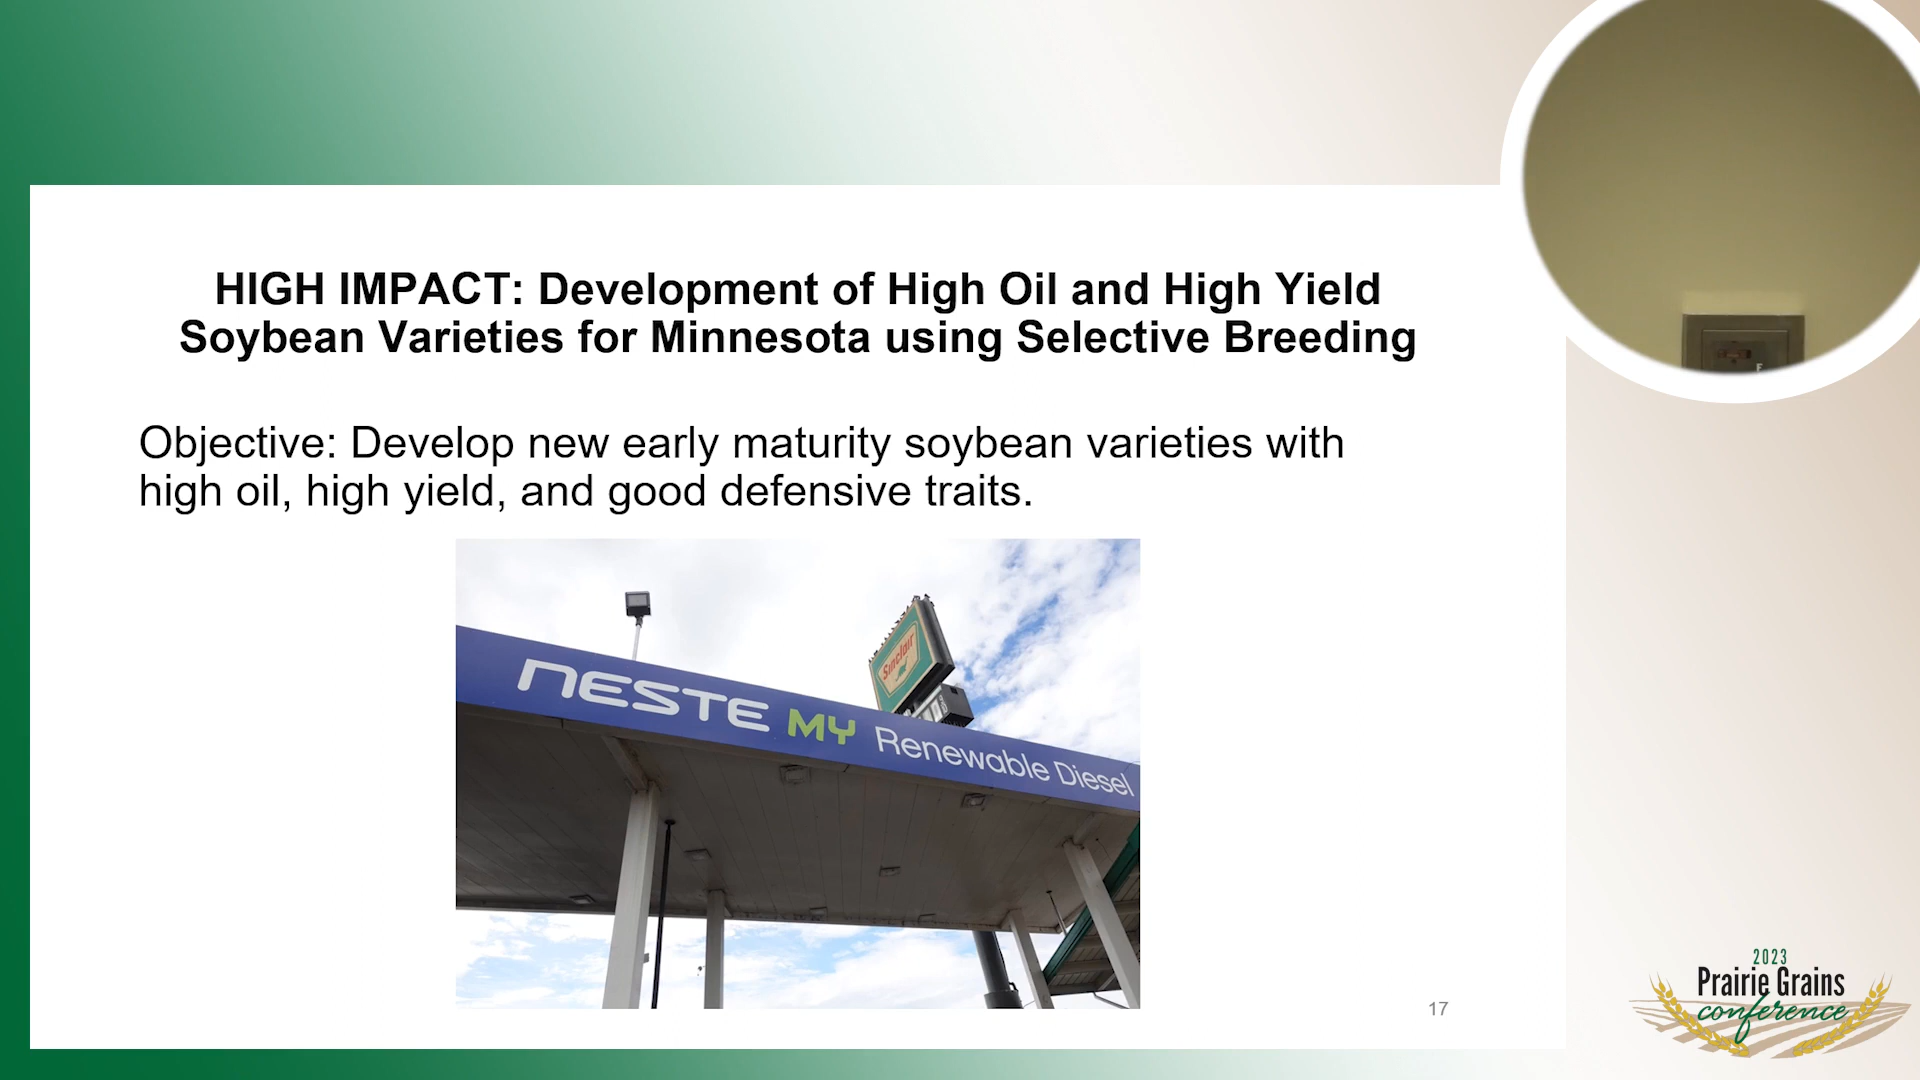 HIGH IMPACT: Development of High Oil and High Yield
Soybean Varieties for Minnesota using Selective Breeding
Objective: Develop new early maturity soybean varieties with
high oil, high yield, and good defensive traits.
Sinclair
NESTE MY Renewable Diesel
17
2023
Prairie Grains
conference